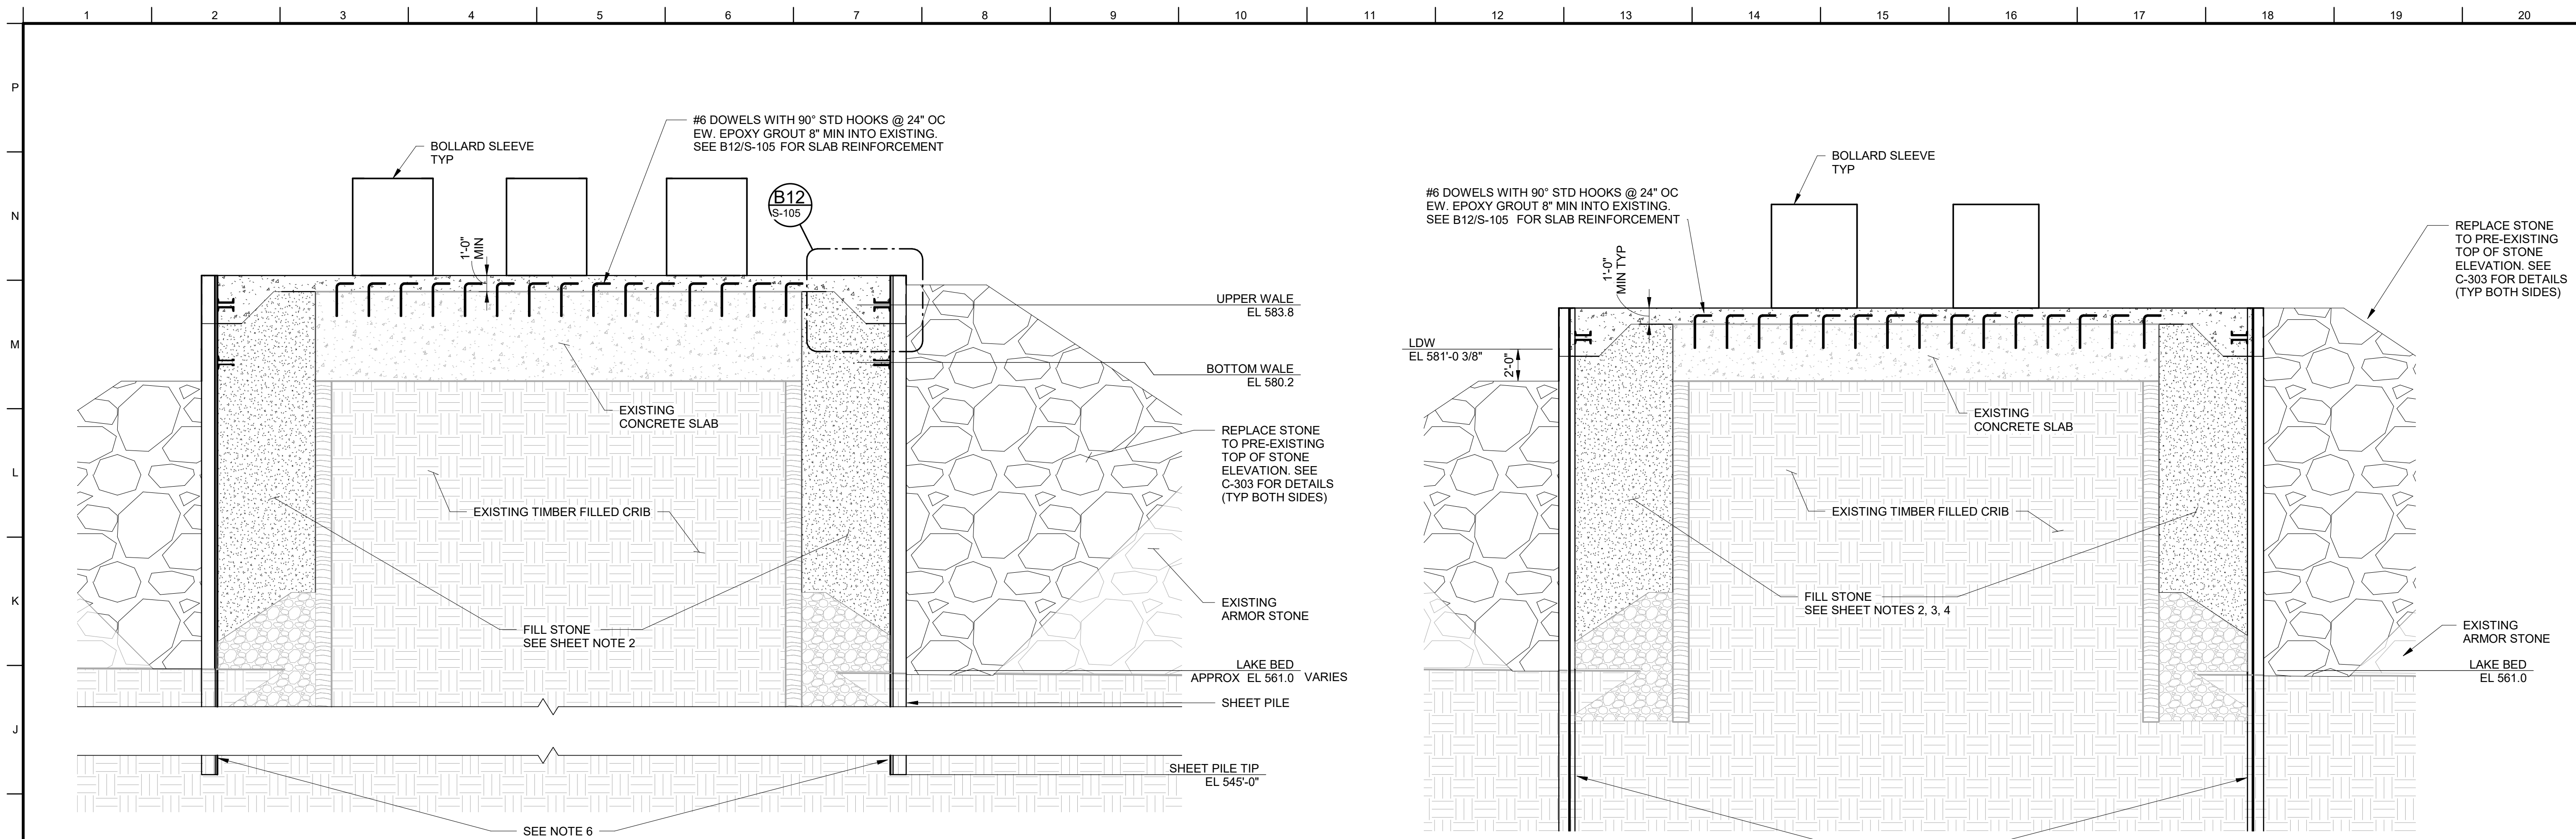 1 2 3 4 5 6 7 8 9 10 11 12 13 14 15 16 17 18 19 20
P
N
M
L
K
J
#6 DOWELS WITH 90° STD HOOKS @ 24" OC
EW. EPOXY GROUT 8" MIN INTO EXISTING.
SEE B12/S-105 FOR SLAB REINFORCEMENT
BOLLARD SLEEVE
TYP
B12
S-105
1'-0"
MIN
UPPER WALE
EL 583.8
BOTTOM WALE
EL 580.2
EXISTING
CONCRETE SLAB
REPLACE STONE
TO PRE-EXISTING
TOP OF STONE
ELEVATION. SEE
C-303 FOR DETAILS
(TYP BOTH SIDES)
EXISTING TIMBER FILLED CRIB
EXISTING
ARMOR STONE
FILL STONE
SEE SHEET NOTE 2
LAKE BED
APPROX EL 561.0 VARIES
SHEET PILE
SHEET PILE TIP
EL 545'-0"
SEE NOTE 6
BOLLARD SLEEVE
TYP
#6 DOWELS WITH 90° STD HOOKS @ 24" OC
EW. EPOXY GROUT 8" MIN INTO EXISTING.
SEE B12/S-105 FOR SLAB REINFORCEMENT
REPLACE STONE
TO PRE-EXISTING
TOP OF STONE
ELEVATION. SEE
C-303 FOR DETAILS
(TYP BOTH SIDES)
1'-0"
MIN TYP
LDW
EL 581'-0 3/8"
2'-0"
EXISTING
CONCRETE SLAB
EXISTING TIMBER FILLED CRIB
FILL STONE
SEE SHEET NOTES 2, 3, 4
EXISTING
ARMOR STONE
LAKE BED
EL 561.0